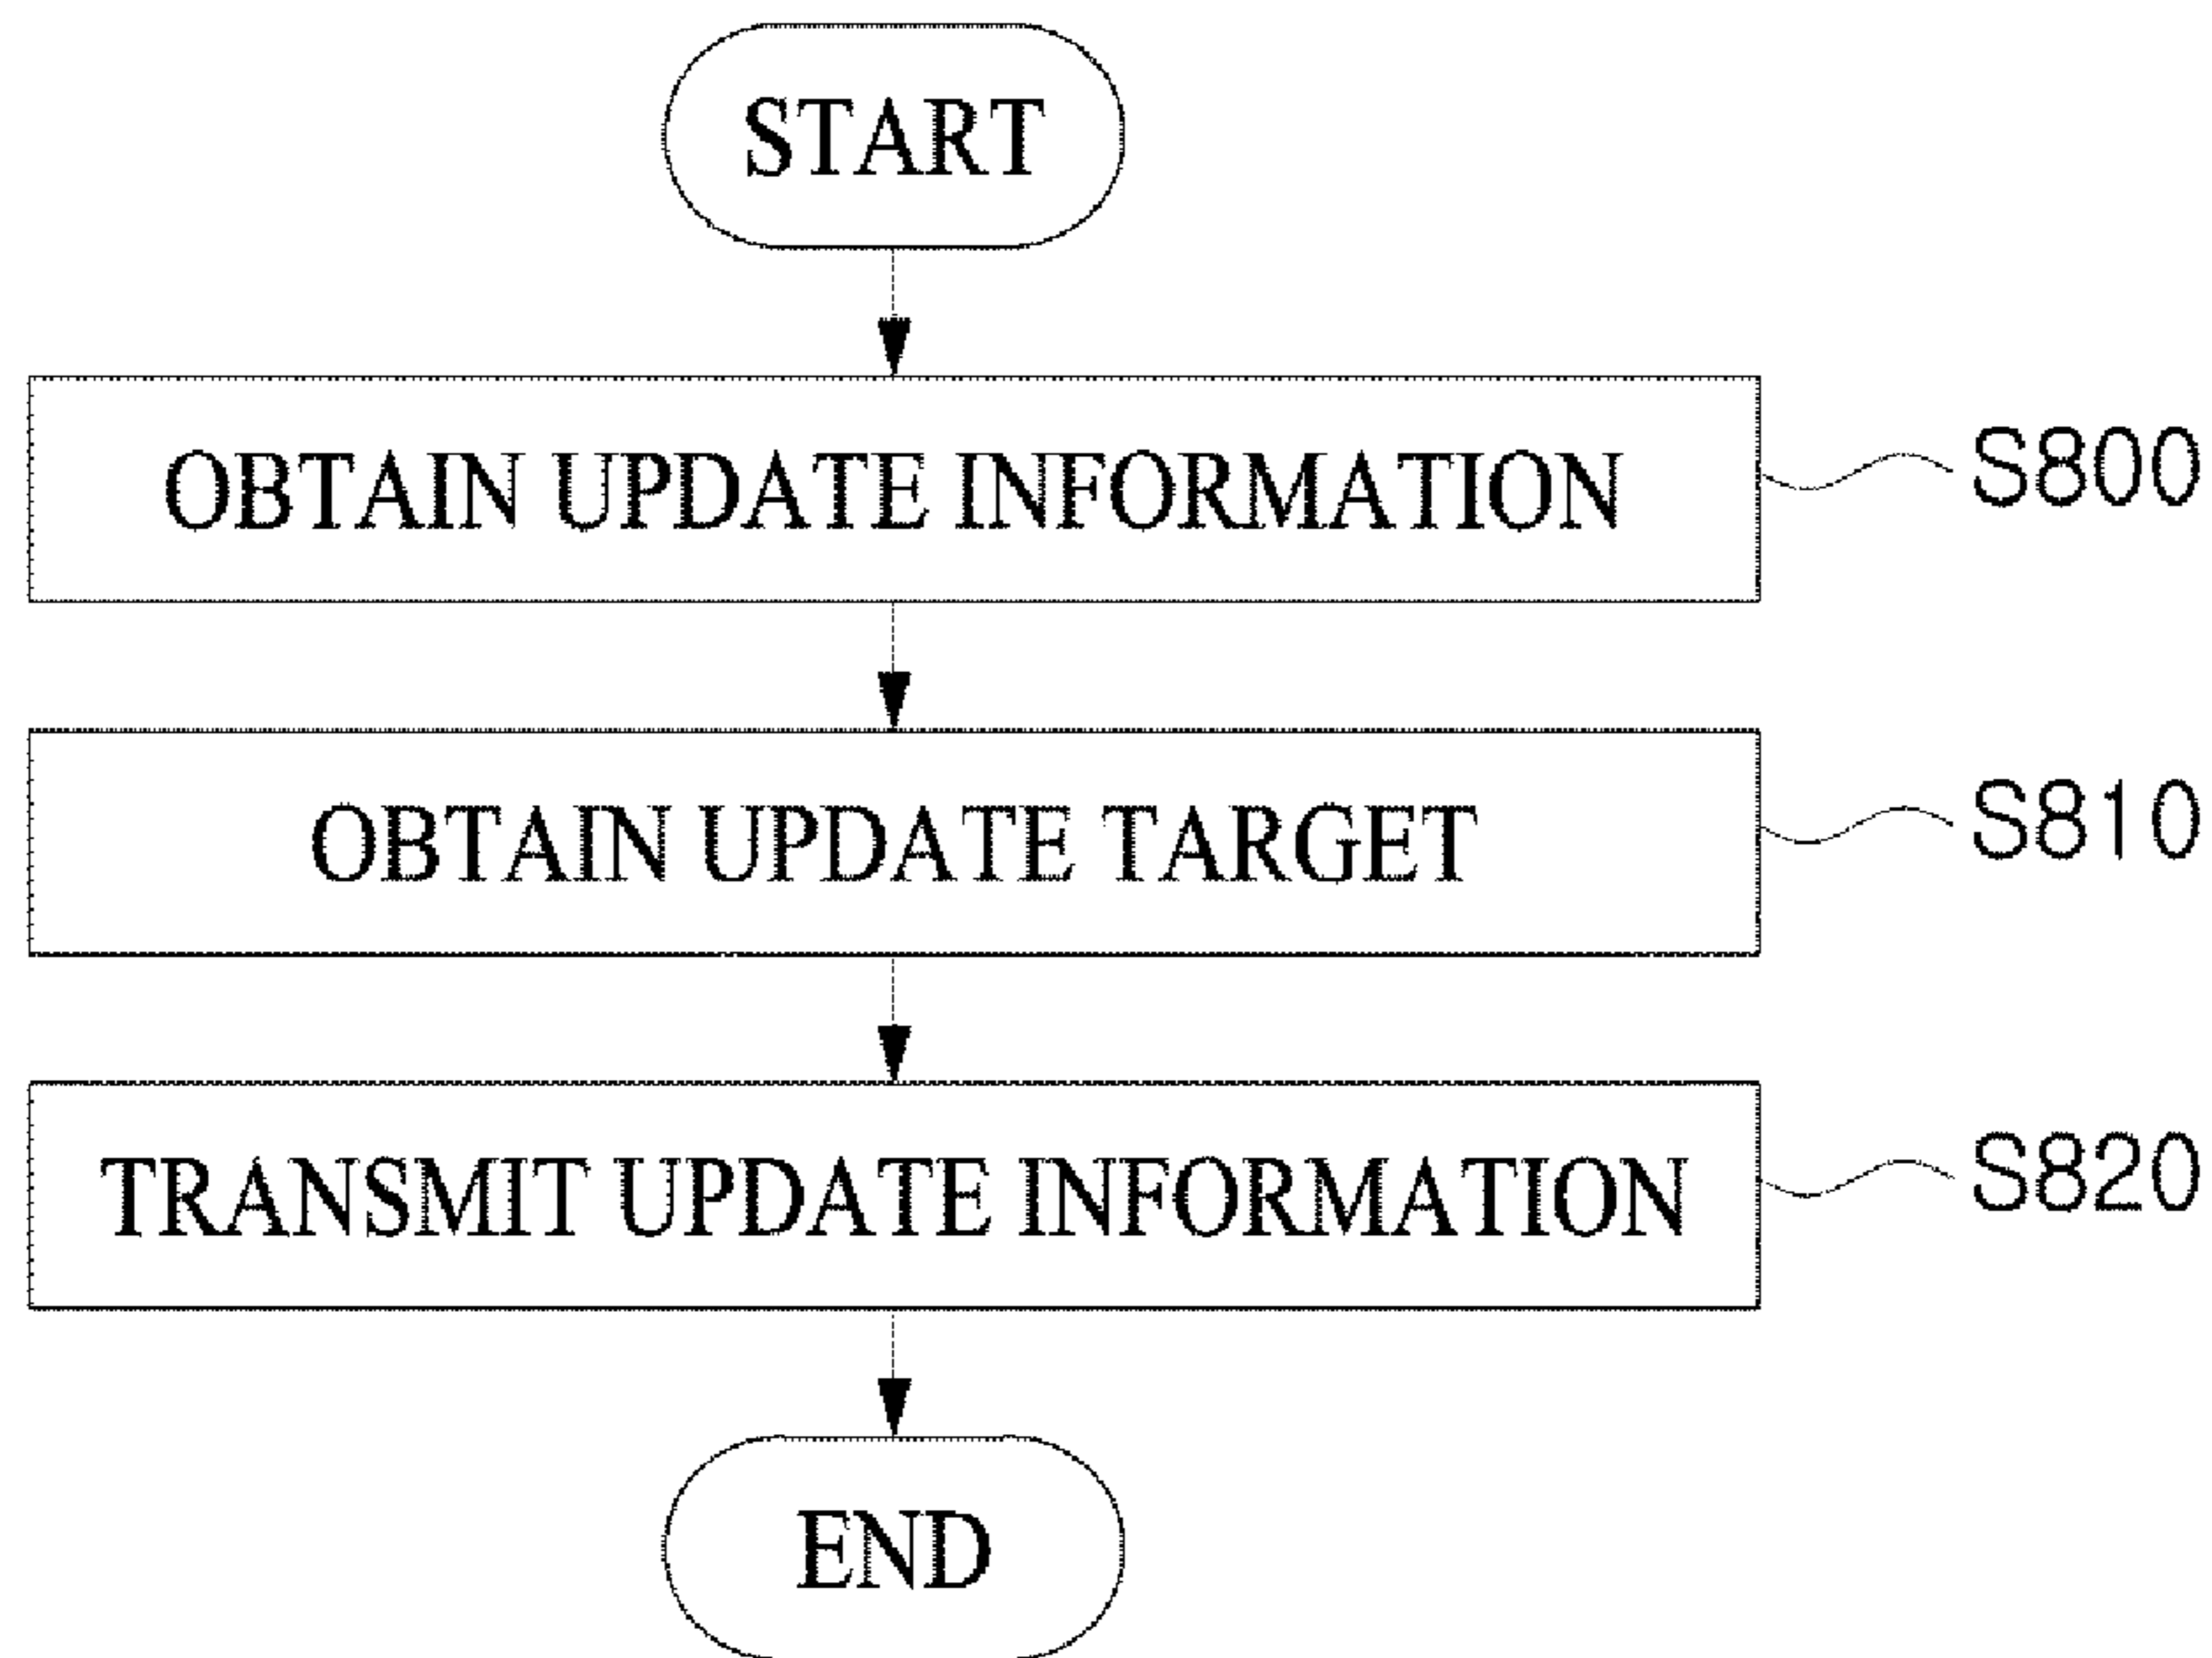 START
OBTAIN UPDATE INFORMATION S800
OBTAIN UPDATE TARGET S810
TRANSMIT UPDATE INFORMATION S820
END